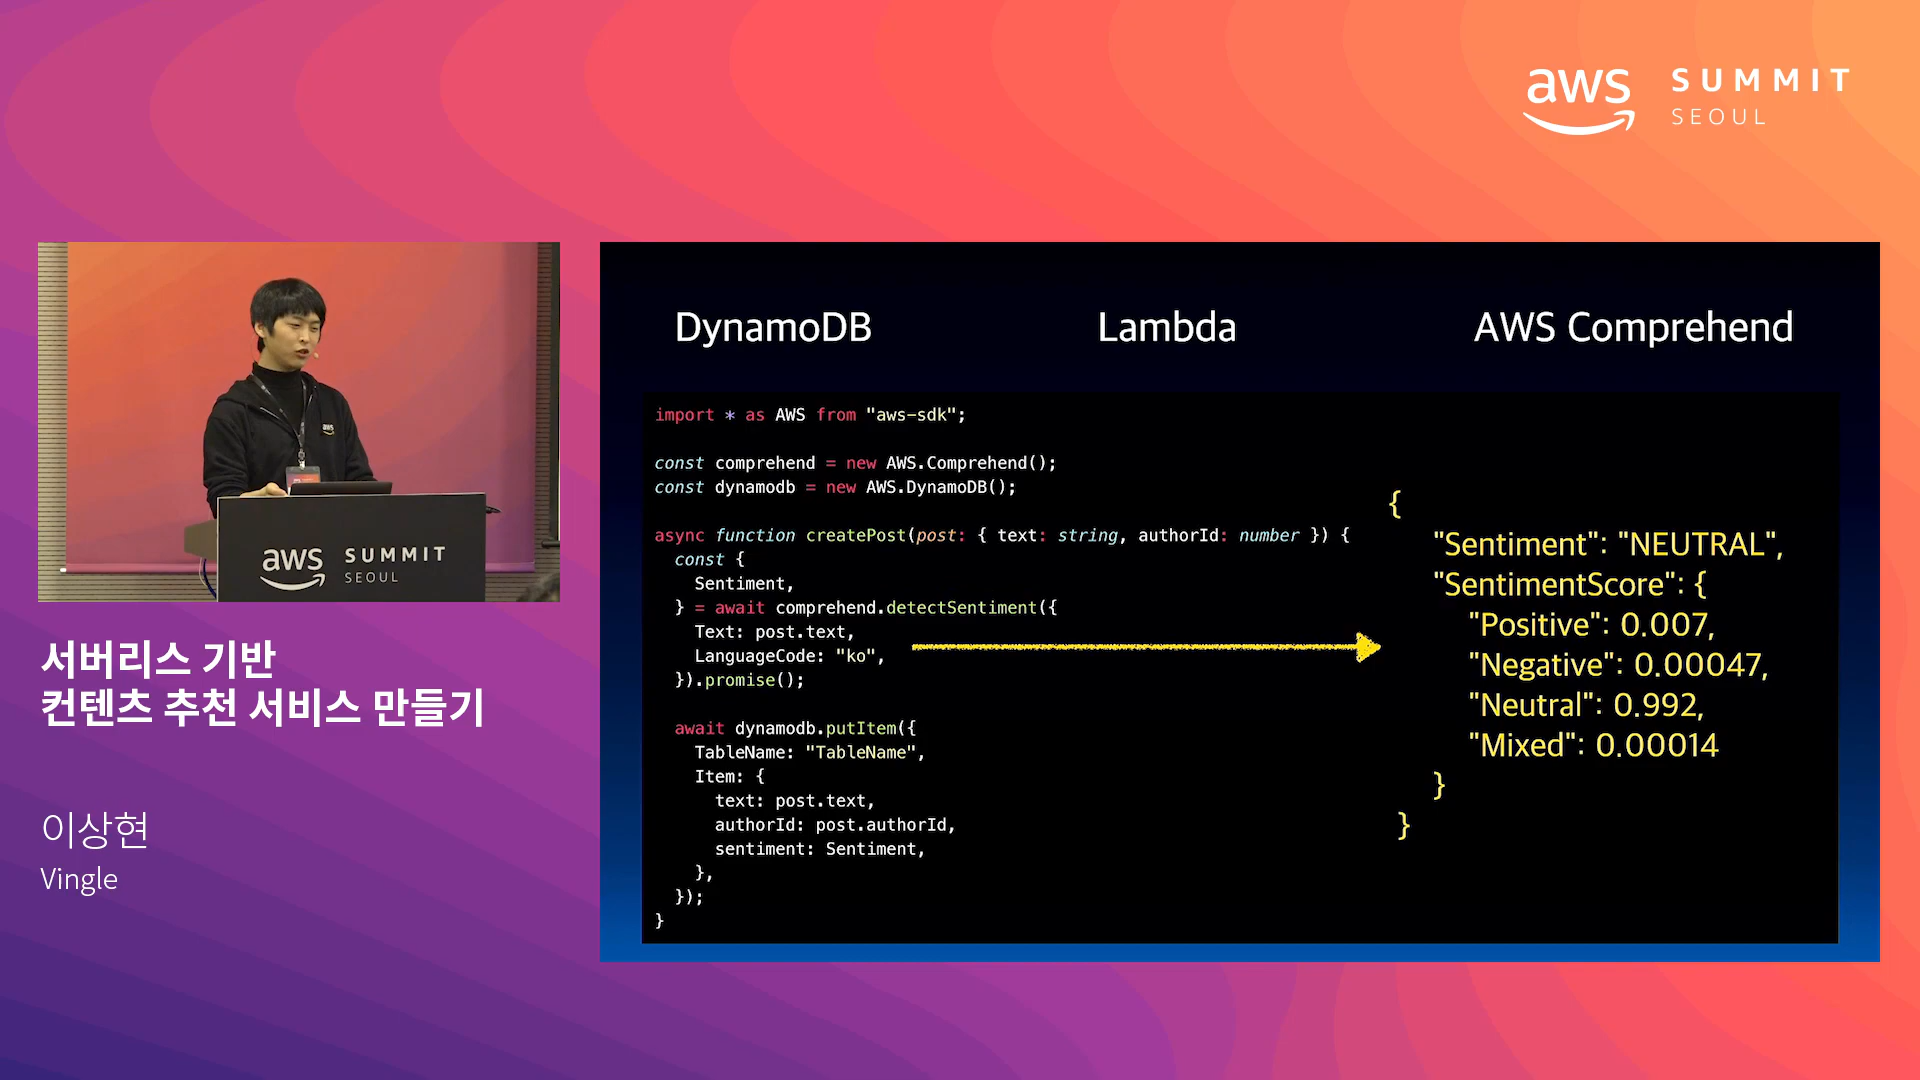 aws SUMMIT
SEOUL
aws
aws SUMMIT
SEOUL
서버리스 기반
컨텐츠 추천 서비스 만들기
이상현
Vingle
DynamoDB Lambda AWS Comprehend
import * as AWS from "aws-sdk";
const comprehend = new AWS.Comprehend();
const dynamodb = new AWS.DynamoDB();
async function createPost(post: { text: string, authorId: number }) {
const {
Sentiment,
} = await comprehend.detectSentiment({
Text: post.text,
LanguageCode: "ko",
}).promise();
await dynamodb.putItem({
TableName: "TableName",
Item: {
text: post.text,
authorId: post.authorId,
sentiment: Sentiment,
},
});
}
{
"Sentiment": "NEUTRAL",
"SentimentScore": {
"Positive": 0.007,
"Negative": 0.00047,
"Neutral": 0.992,
"Mixed": 0.00014
}
}